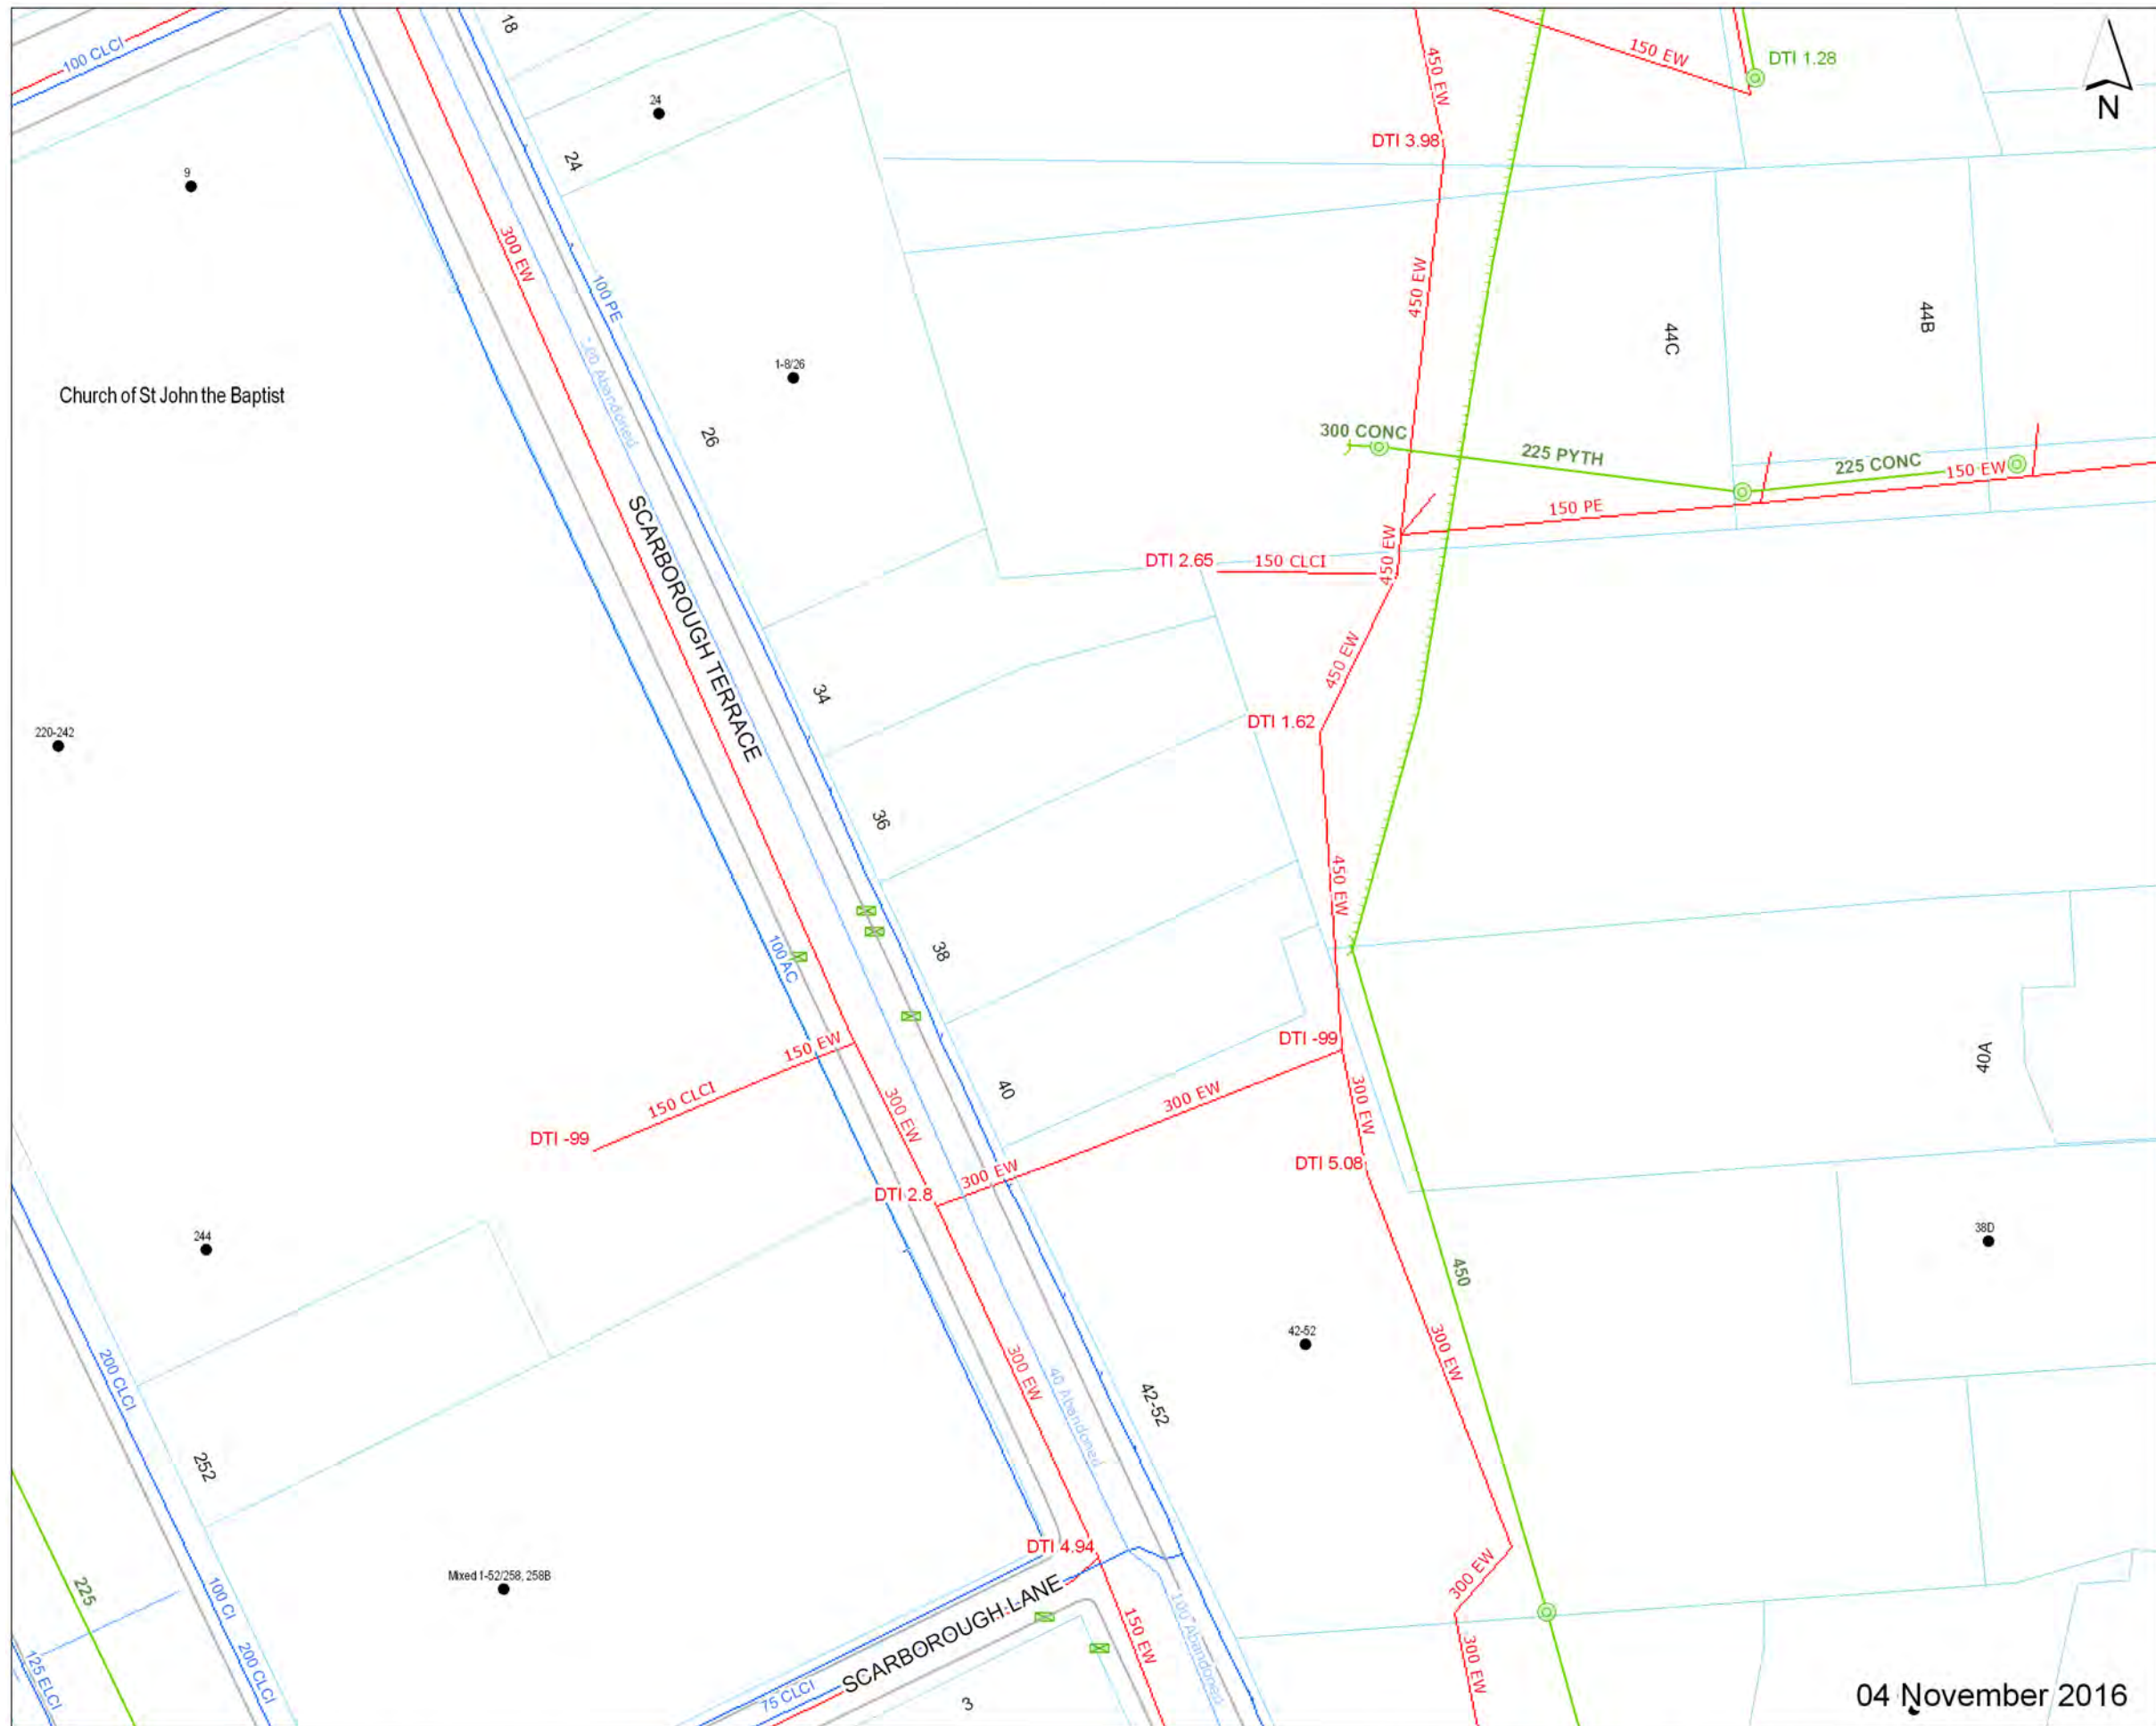 18
100 CLCI
24
9
24
450 EW
150 EW
DTI 1.28
N
DTI 3.98
300 EW
100 PE
450 EW
44C
44B
Abandoned
1-8/26
Church of St John the Baptist
26
300 CONC
225 PYTH
225 CONC
150 EW
150 PE
SCARBOROUGH TERRACE
DTI 2.65
150 CLCI
450 EW
450 EW
34
DTI 1.62
220-242
36
450 EW
38
100 AC
150 EW
DTI -99
40A
150 CLCI
300 EW
40
300 EW
300 EW
DTI -99
DTI 5.08
300 EW
DTI 2.8
244
38D
450
42-52
300 EW
300 EW
200 CLCI
40 Abandoned
42-52
252
DTI 4.94
Mixed 1-52/258, 258B
300 EW
225
100 CI
SCARBOROUGH LANE
150 EW
100 Abandoned
300 EW
125 ELCI
200 CLCI
75 CLCI
3
04 November 2016